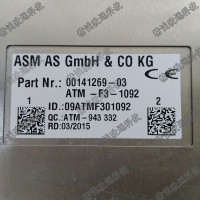 ASM AS GmbH & CO KG
Part Nr.: 00141269-03
CE
ATM -F3-1092
1
2
ID.:09ATMF301092
QC.:ATM-943 332
RD:03/2015